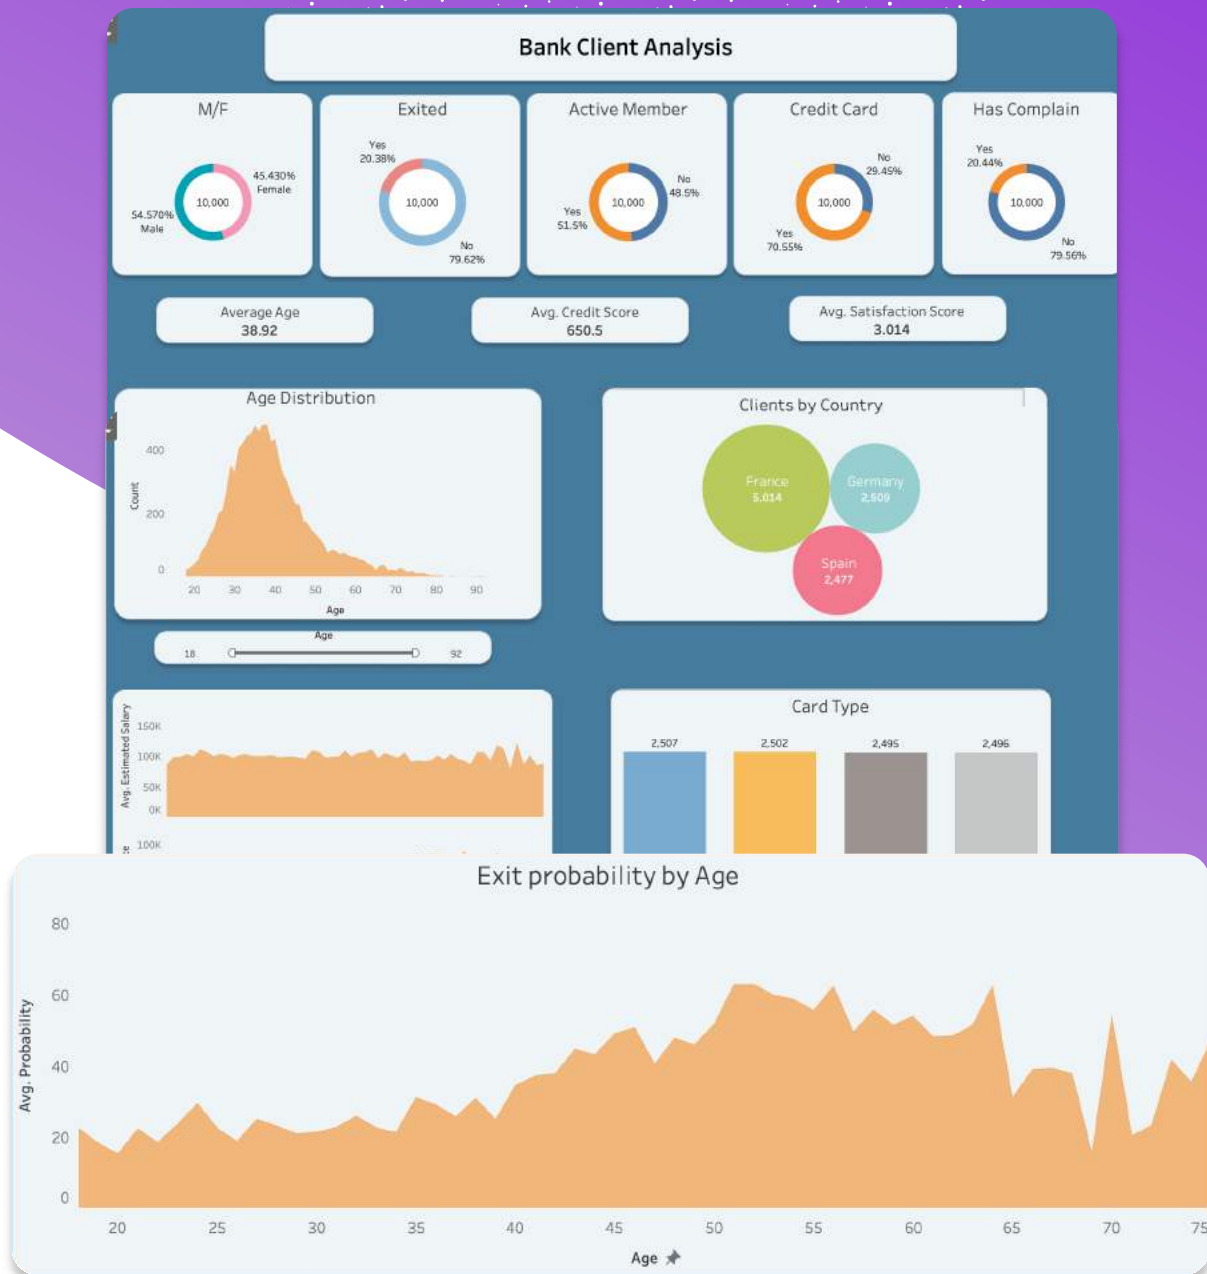 Bank Client Analysis
M/F
45.430%
Female
10,000
54.570%
Male
Exited
Yes
20.38%
10,000
No
79.62%
Active Member
No
48.5%
10,000
Yes
51.5%
Credit Card
No
29.45%
10,000
Yes
70.55%
Has Complain
Yes
20.44%
10,000
No
79.56%
Average Age
38.92
Avg. Credit Score
650.5
Avg. Satisfaction Score
3.014
Age Distribution
Count
400
200
0
20 30 40 50 60 70 80 90
Age
Age
18 92
Clients by Country
France
5,014
Germany
2,509
Spain
2,477
Avg. Estimated Salary
150K
100K
50K
0K
100K
Card Type
2,507 2,502 2,495 2,496
Exit probability by Age
Avg. Probability
80
60
40
20
0
20 25 30 35 40 45 50 55 60 65 70 75
Age